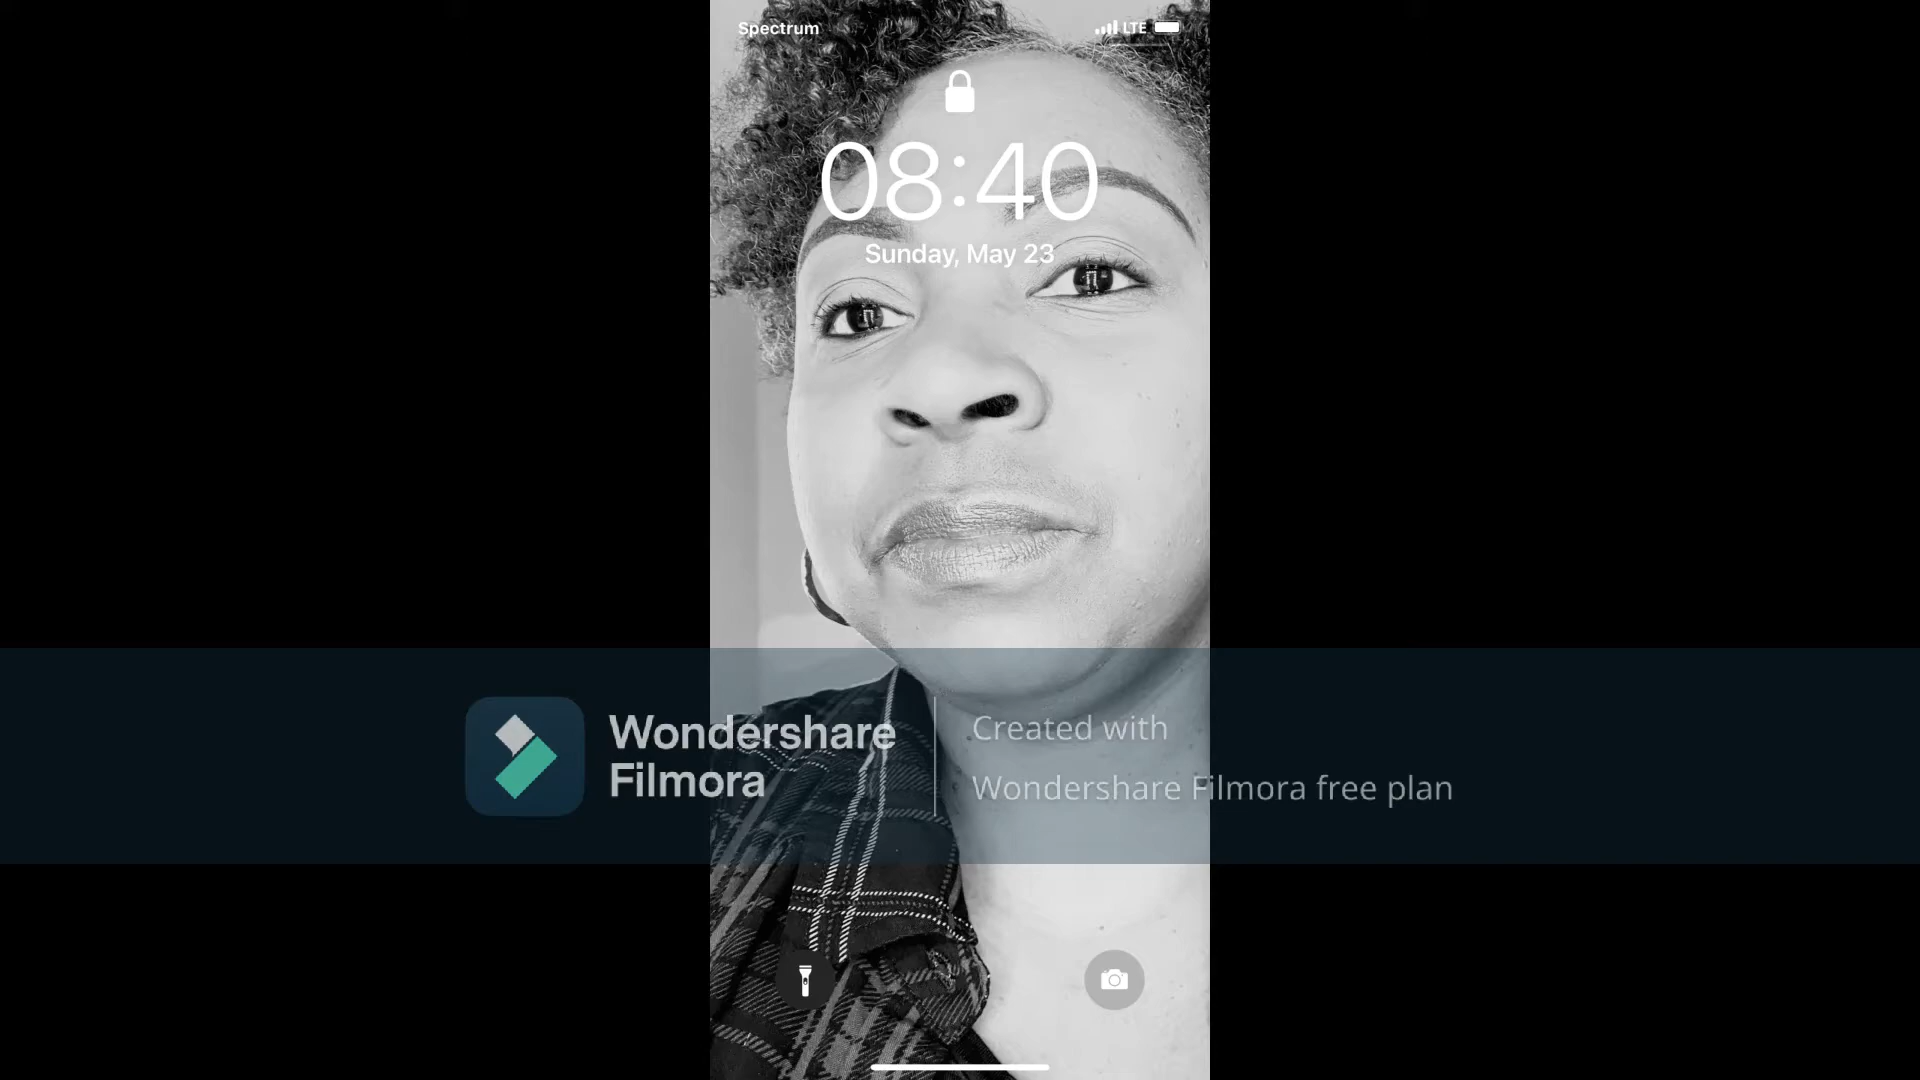 Spectrum
LTE
08:40
Sunday, May 23
Wondershare
Filmora
Created with
Wondershare Filmora free plan